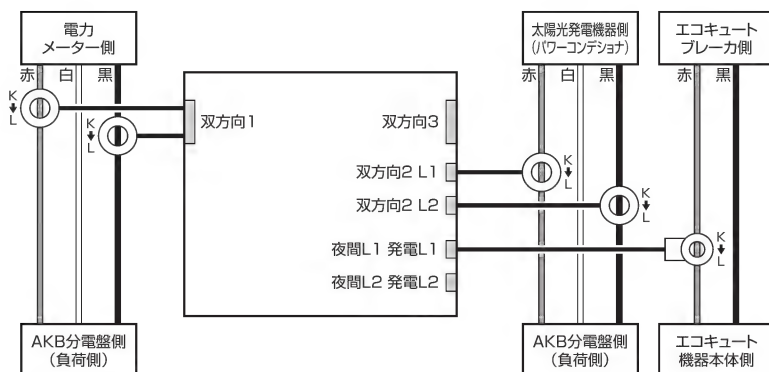 電力
メーター側
赤 白 黒
K
L
K
L
AKB分電盤側
(負荷側)
双方向1
双方向3
双方向2 L1
双方向2 L2
夜間L1 発電L1
夜間L2 発電L2
太陽光発電機器側
(パワーコンデショナ)
赤 白 黒
K
L
K
L
AKB分電盤側
(負荷側)
エコキュート
ブレーカ側
赤 黒
K
L
エコキュート
機器本体側